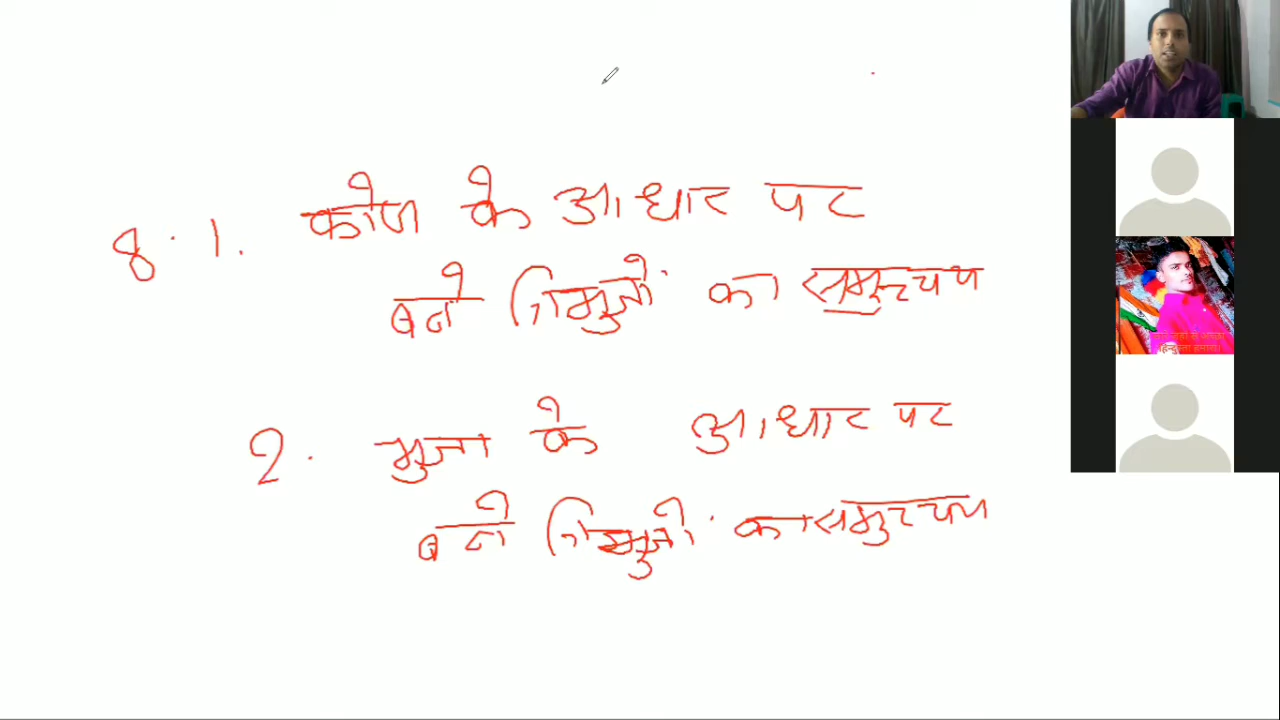 8.1. कोण के आधार पर
बने त्रिभुजों का समुच्चय
2. भुजा के आधार पर
बने त्रिभुजों का समुच्चय